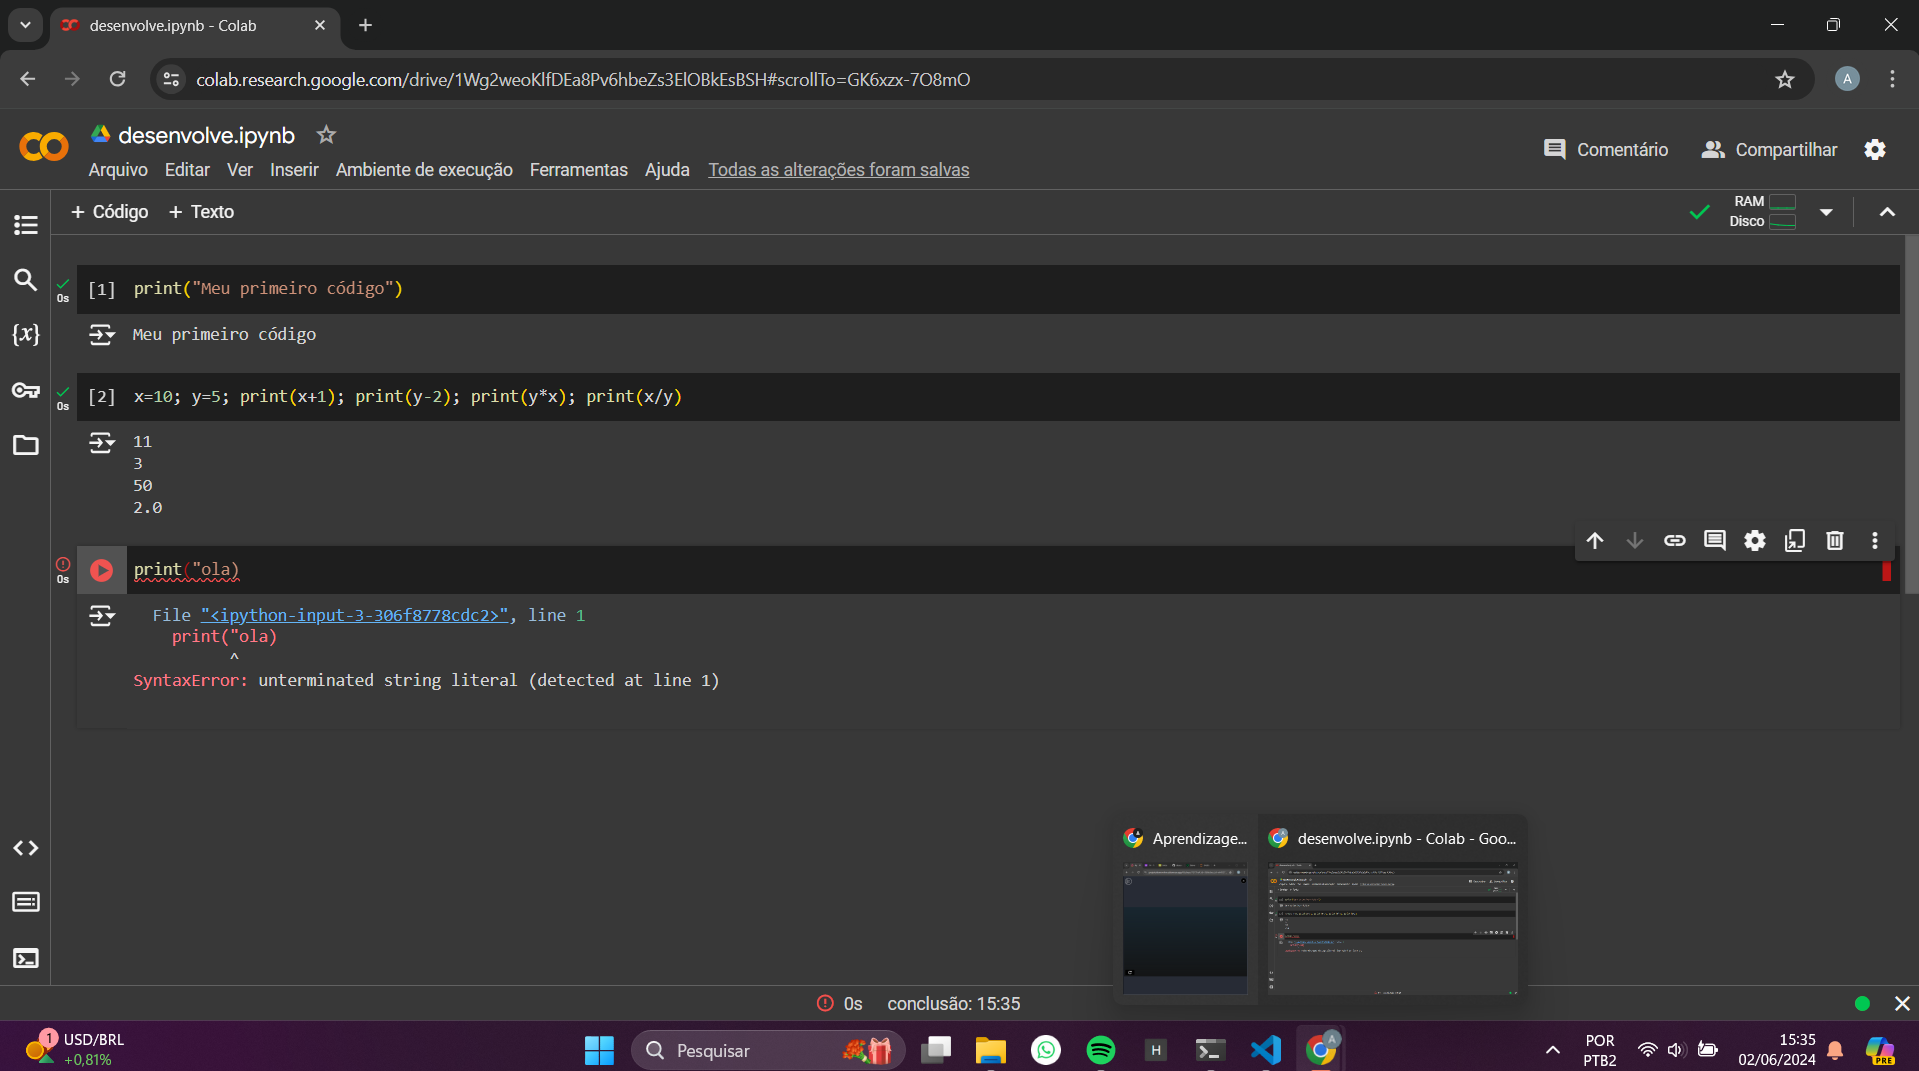 desenvolve.ipynb - Colab
colab.research.google.com/drive/1Wg2weoKlfDEa8Pv6hbeZs3ElOBkEsBSH#scrollTo=GK6xzx-7O8mO
A
desenvolve.ipynb
Comentário
Compartilhar
Arquivo Editar Ver Inserir Ambiente de execução Ferramentas Ajuda Todas as alterações foram salvas
+ Código + Texto
RAM
Disco
0s
[1] print("Meu primeiro código")
Meu primeiro código
{x}
0s
[2] x=10; y=5; print(x+1); print(y-2); print(y*x); print(x/y)
11
3
50
2.0
0s
print("ola)
File "<ipython-input-3-306f8778cdc2>", line 1
print("ola)
^
SyntaxError: unterminated string literal (detected at line 1)
Aprendizage...
desenvolve.ipynb - Colab - Goo...
0s conclusão: 15:35
1
USD/BRL
+0,81%
Pesquisar
H
A
POR
PTB2
15:35
02/06/2024
PRE